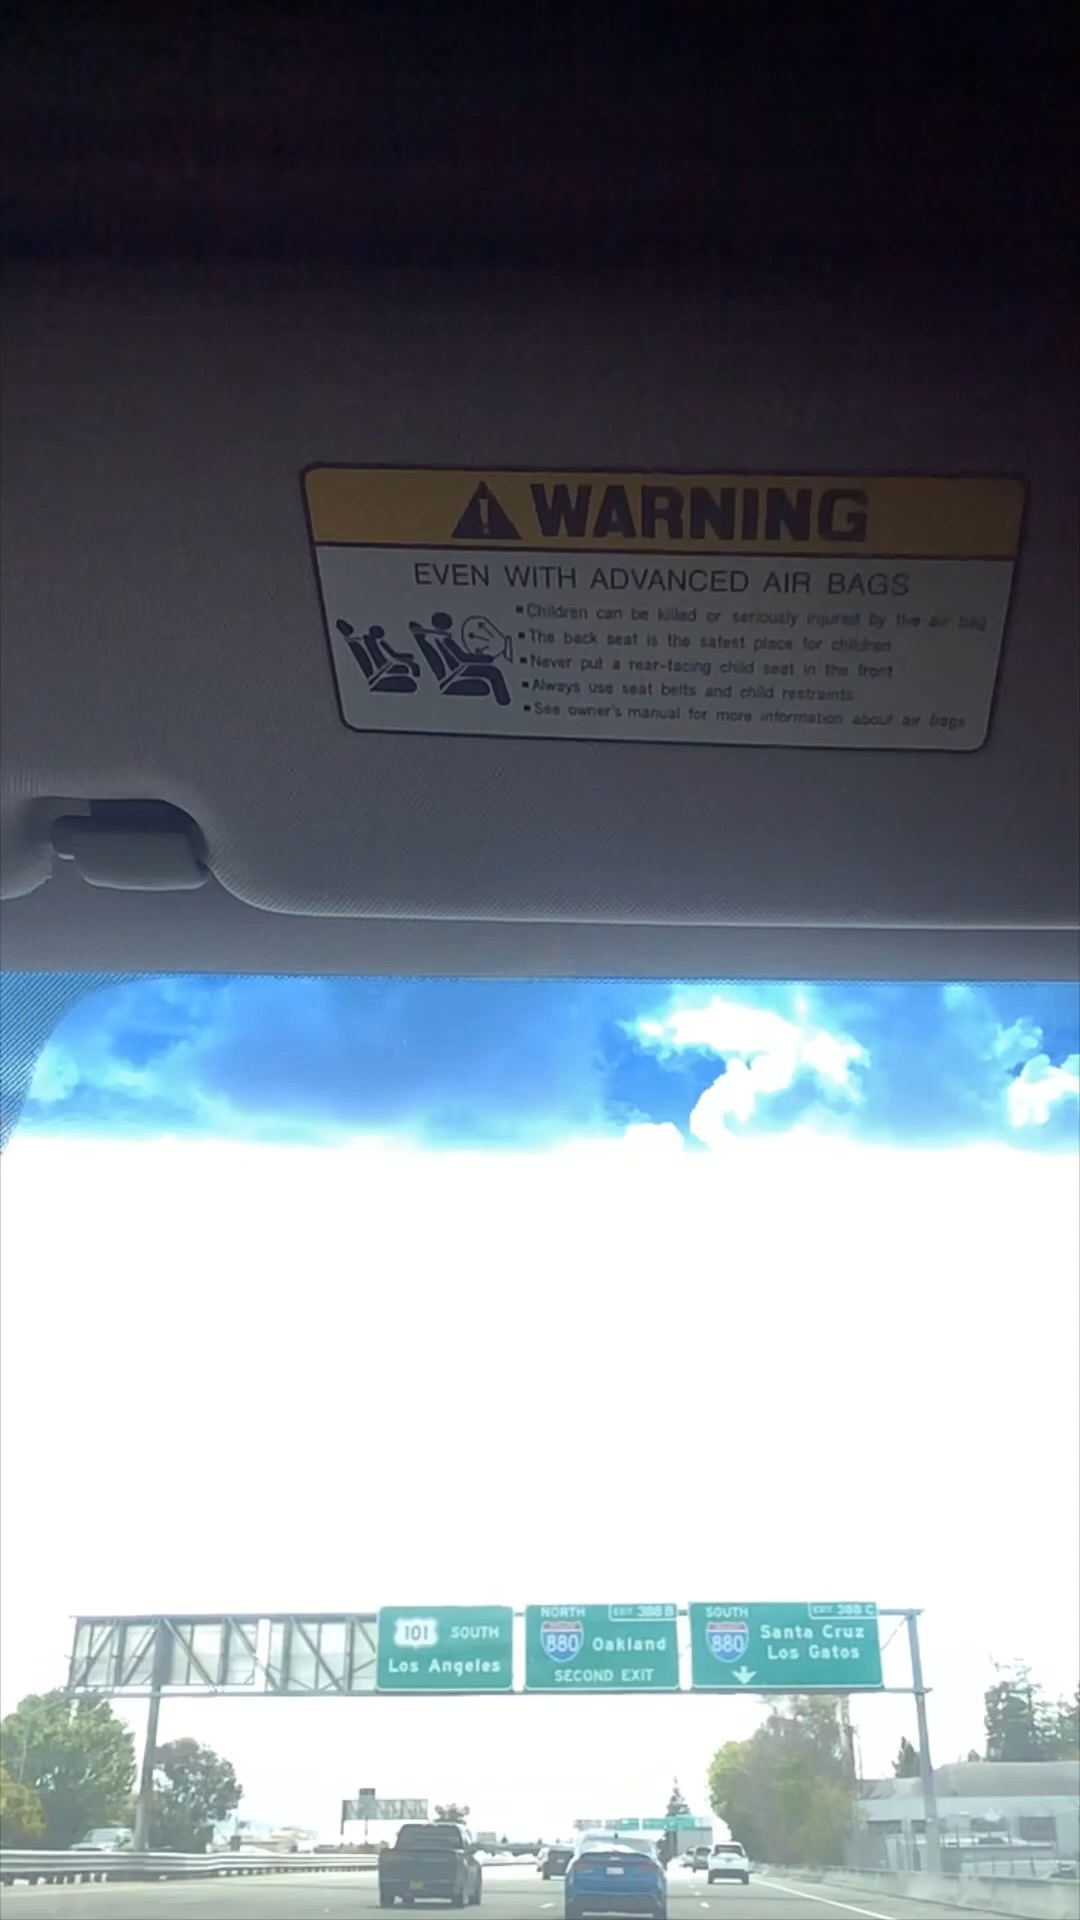 WARNING
EVEN WITH ADVANCED AIR BAGS
▪Children can be killed or seriously injured by the air bag
▪The back seat is the safest place for children
▪Never put a rear-facing child seat in the front
▪Always use seat belts and child restraints
▪See owner's manual for more information about air bags
101 SOUTH
Los Angeles
NORTH EXIT 388 B
880 Oakland
SECOND EXIT
SOUTH EXIT 388 C
880 Santa Cruz
Los Gatos